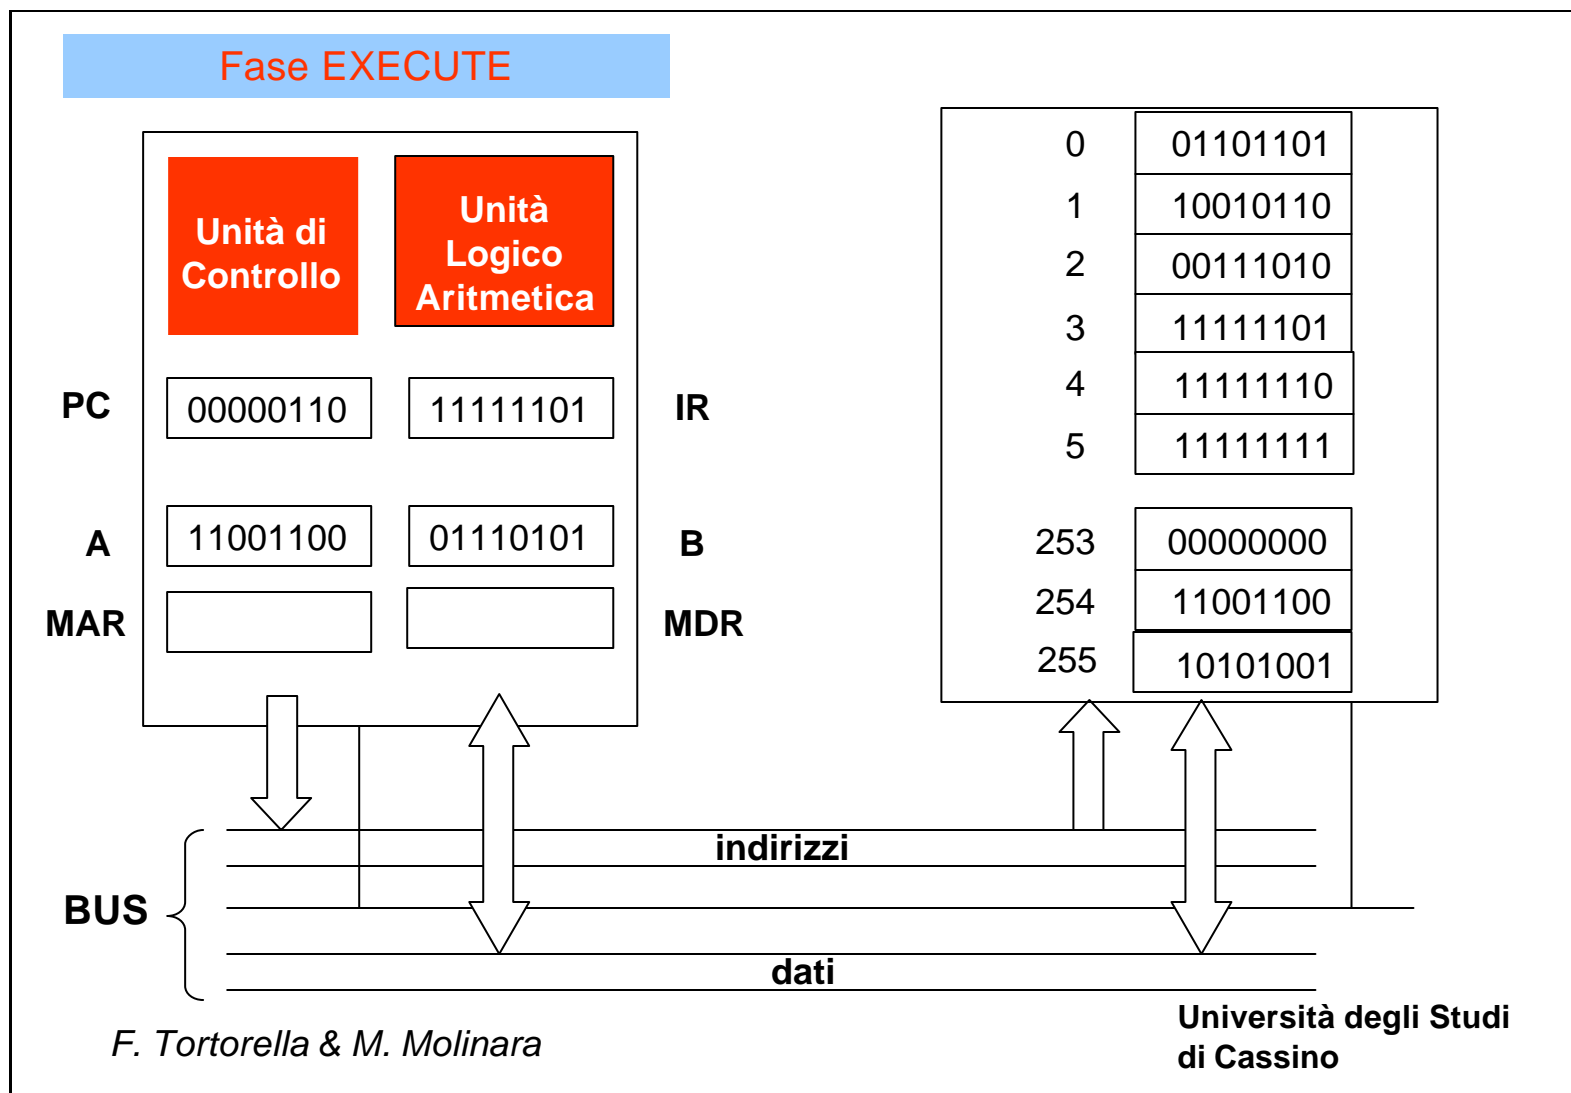 Fase EXECUTE
Unità di
Controllo
Unità
Logico
Aritmetica
PC 00000110 11111101 IR
A 11001100 01110101 B
MAR MDR
0 01101101
1 10010110
2 00111010
3 11111101
4 11111110
5 11111111
253 00000000
254 11001100
255 10101001
BUS
indirizzi
dati
F. Tortorella & M. Molinara
Università degli Studi
di Cassino